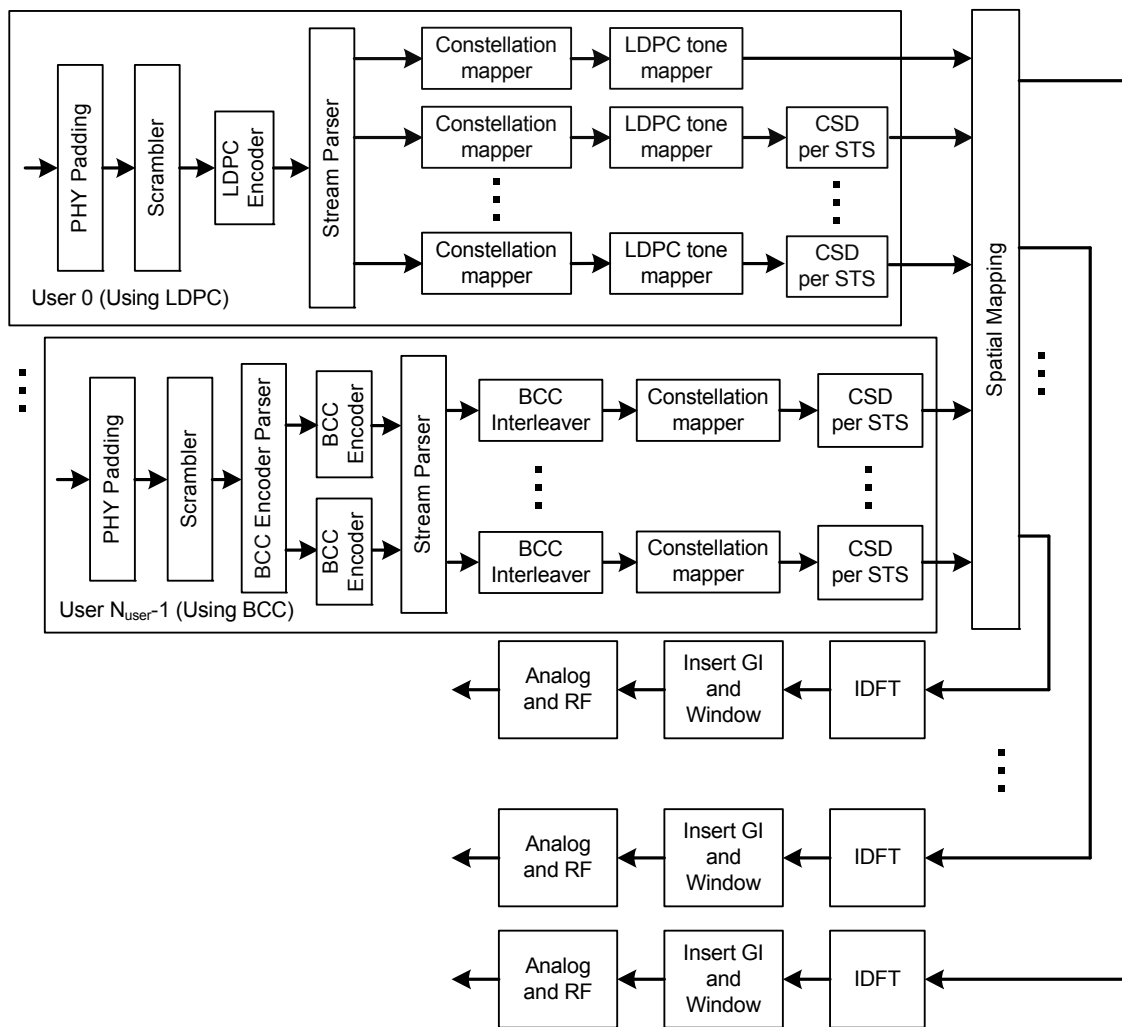 PHY Padding
Scrambler
LDPC
Encoder
Stream Parser
Constellation
mapper
LDPC tone
mapper
Constellation
mapper
LDPC tone
mapper
CSD
per STS
Constellation
mapper
LDPC tone
mapper
CSD
per STS
User 0 (Using LDPC)
Spatial Mapping
PHY Padding
Scrambler
BCC Encoder Parser
BCC
Encoder
BCC
Encoder
Stream Parser
BCC
Interleaver
Constellation
mapper
CSD
per STS
BCC
Interleaver
Constellation
mapper
CSD
per STS
User Nuser-1 (Using BCC)
Analog
and RF
Insert GI
and
Window
IDFT
Analog
and RF
Insert GI
and
Window
IDFT
Analog
and RF
Insert GI
and
Window
IDFT